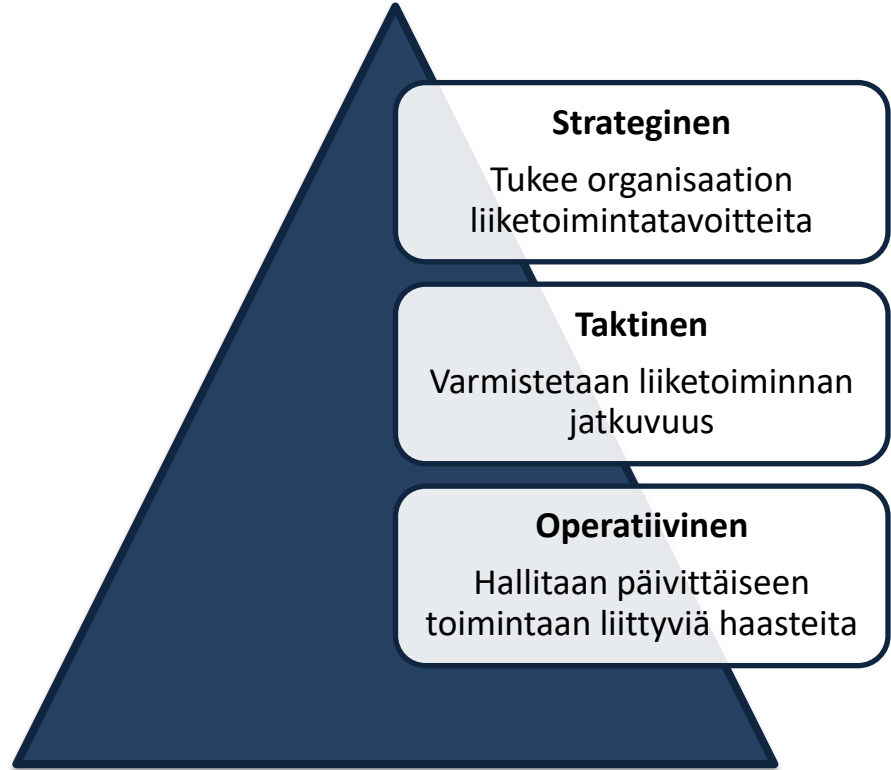 Strateginen
Tukee organisaation
liiketoimintatavoitteita
Taktinen
Varmistetaan liiketoiminnan
jatkuvuus
Operatiivinen
Hallitaan päivittäiseen
toimintaan liittyviä haasteita